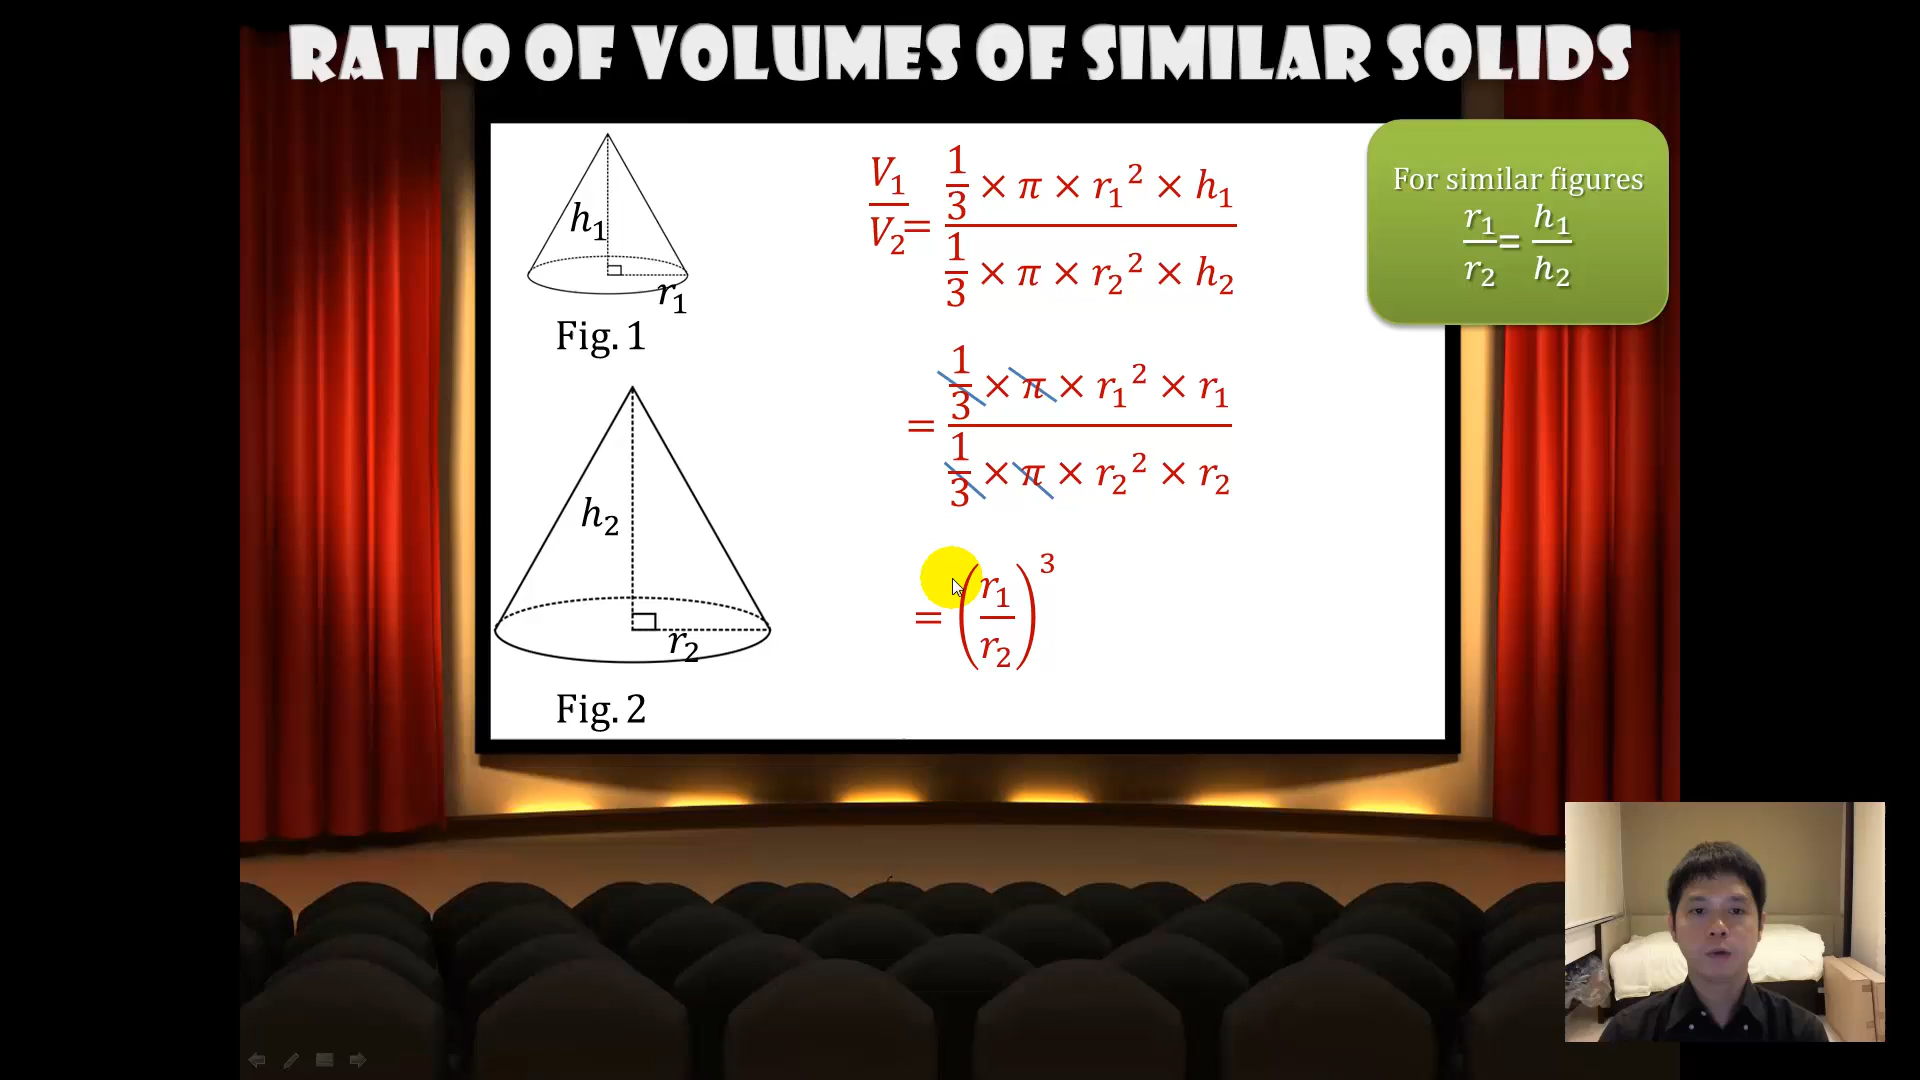 RATIO OF VOLUMES OF SIMILAR SOLIDS
h₁
r₁
Fig. 1
h₂
r₂
Fig. 2
V₁/V₂ = (1/3 × π × r₁² × h₁)/(1/3 × π × r₂² × h₂)
= (1/3 × π × r₁² × r₁)/(1/3 × π × r₂² × r₂)
= (r₁/r₂)³
For similar figures
r₁/r₂ = h₁/h₂